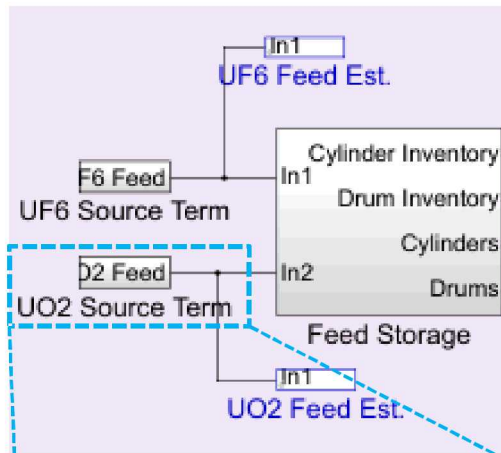 In1
UF6 Feed Est.
F6 Feed
UF6 Source Term
In1
Cylinder Inventory
Drum Inventory
Cylinders
Drums
In2
Feed Storage
O2 Feed
UO2 Source Term
In1
UO2 Feed Est.